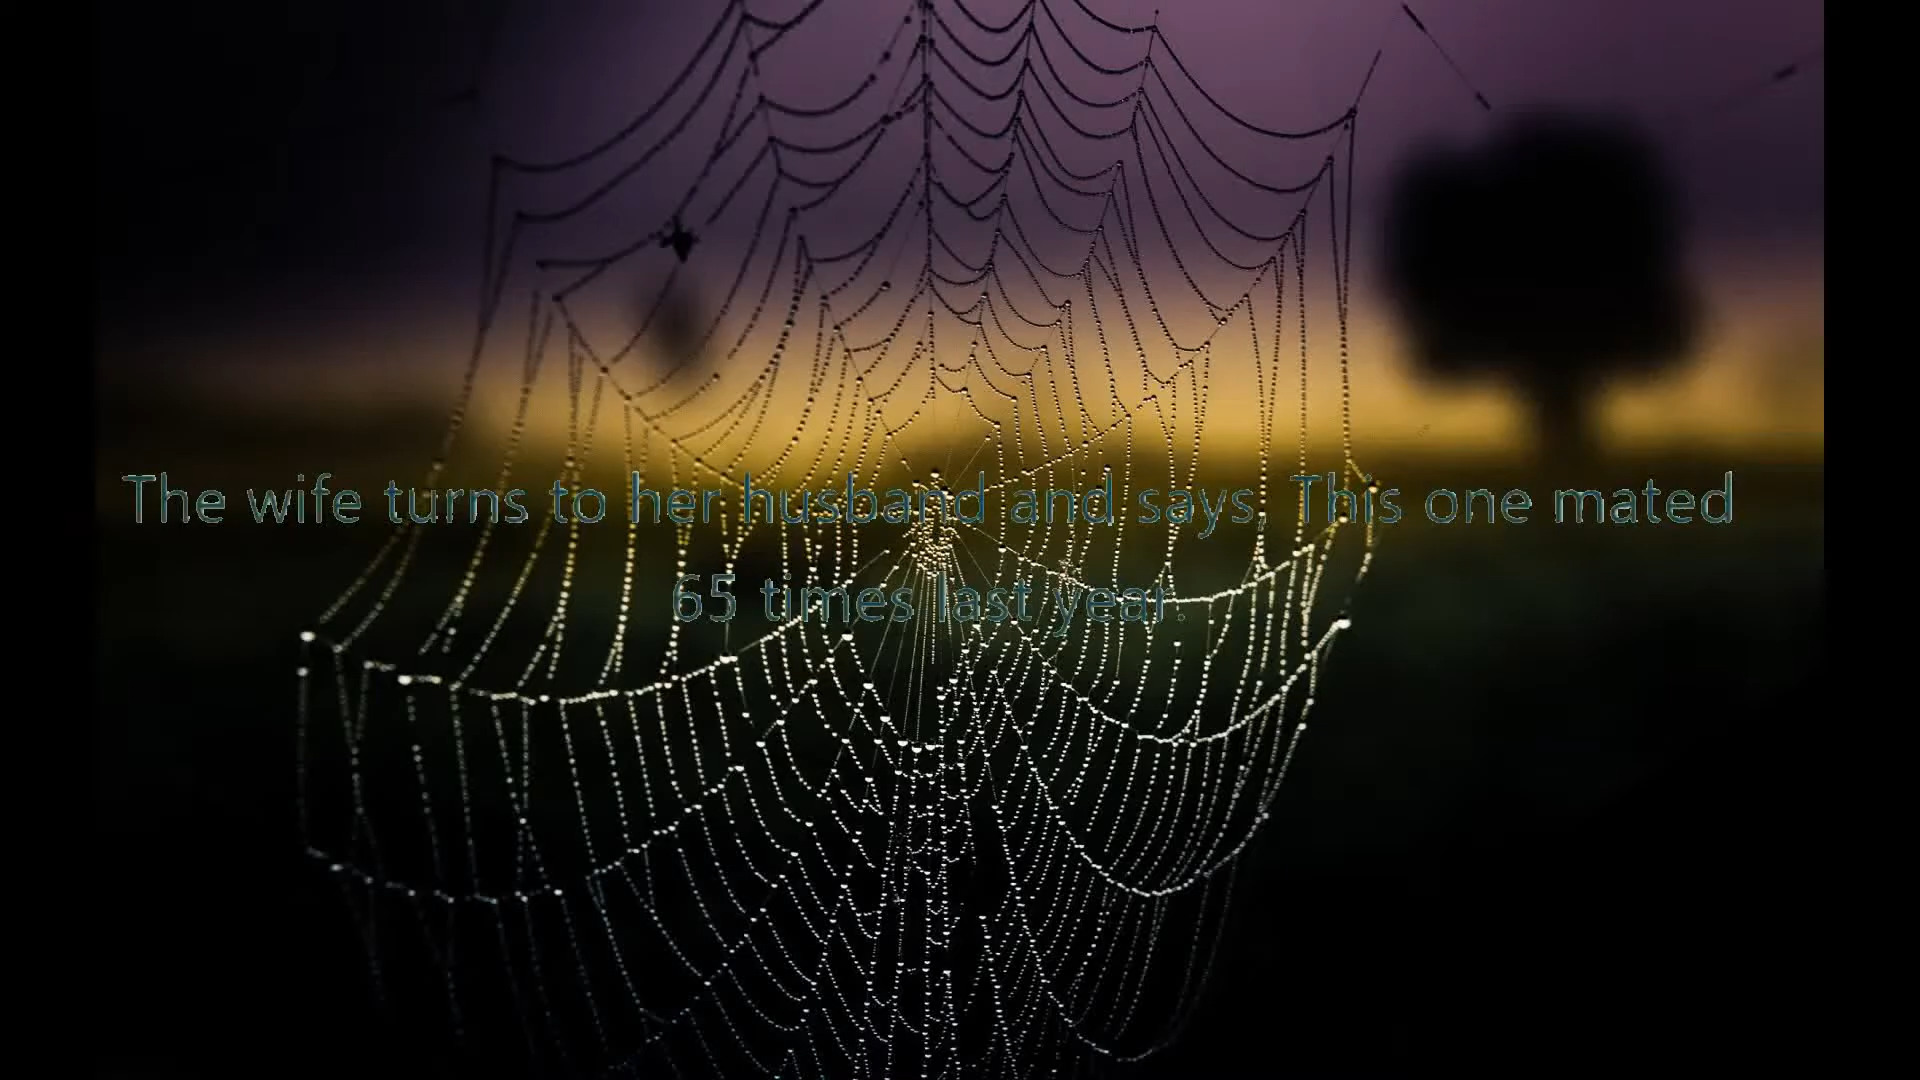 The wife turns to her husband and says, This one mated
65 times last year.